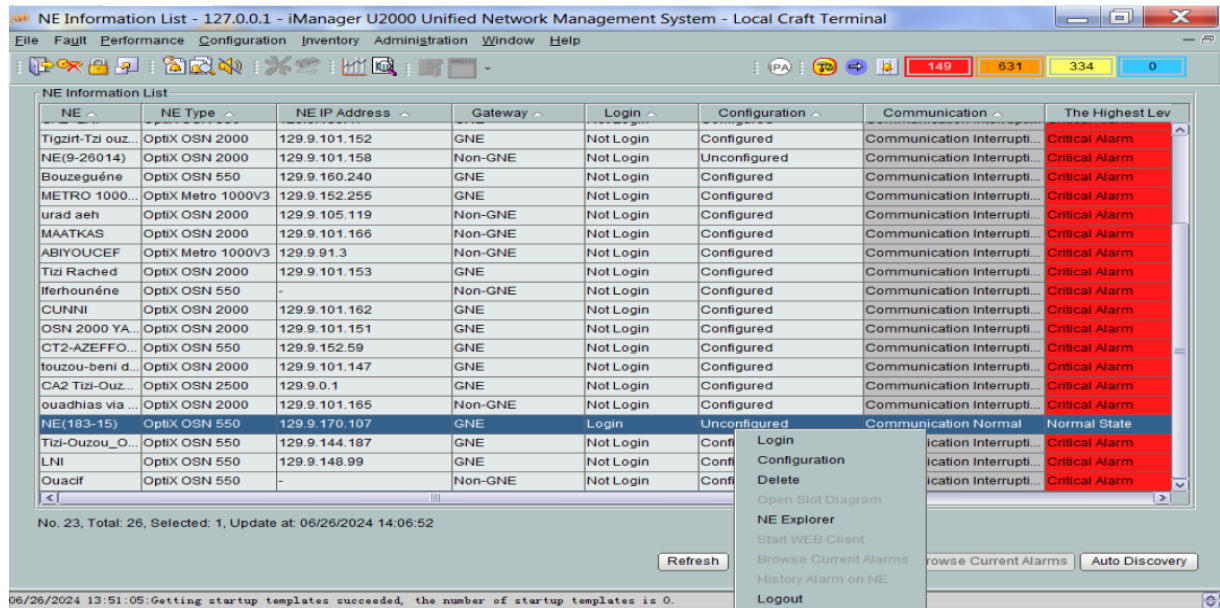 NE Information List - 127.0.0.1 - iManager U2000 Unified Network Management System - Local Craft Terminal
File Fault Performance Configuration Inventory Administration Window Help
IPA 149 631 334 0
NE Information List
NE NE Type NE IP Address Gateway Login Configuration Communication The Highest Lev
Tigzirt-Tzi ouz... OptiX OSN 2000 129.9.101.152 GNE Not Login Configured Communication Interrupti... Critical Alarm
NE(9-26014) OptiX OSN 2000 129.9.101.158 Non-GNE Not Login Unconfigured Communication Interrupti... Critical Alarm
Bouzeguéne OptiX OSN 550 129.9.160.240 GNE Not Login Configured Communication Interrupti... Critical Alarm
METRO 1000... OptiX Metro 1000V3 129.9.152.255 GNE Not Login Configured Communication Interrupti... Critical Alarm
urad aeh OptiX OSN 2000 129.9.105.119 Non-GNE Not Login Configured Communication Interrupti... Critical Alarm
MAATKAS OptiX OSN 2000 129.9.101.166 Non-GNE Not Login Configured Communication Interrupti... Critical Alarm
ABIYOUCEF OptiX Metro 1000V3 129.9.91.3 Non-GNE Not Login Configured Communication Interrupti... Critical Alarm
Tizi Rached OptiX OSN 2000 129.9.101.153 GNE Not Login Configured Communication Interrupti... Critical Alarm
Iferhounéne OptiX OSN 550 - Non-GNE Not Login Configured Communication Interrupti... Critical Alarm
CUNNI OptiX OSN 2000 129.9.101.162 GNE Not Login Configured Communication Interrupti... Critical Alarm
OSN 2000 YA... OptiX OSN 2000 129.9.101.151 GNE Not Login Configured Communication Interrupti... Critical Alarm
CT2-AZEFFO... OptiX OSN 550 129.9.152.59 GNE Not Login Configured Communication Interrupti... Critical Alarm
touzou-beni d... OptiX OSN 2000 129.9.101.147 GNE Not Login Configured Communication Interrupti... Critical Alarm
CA2 Tizi-Ouz... OptiX OSN 2500 129.9.0.1 GNE Not Login Configured Communication Interrupti... Critical Alarm
ouadhias via ... OptiX OSN 2000 129.9.101.165 Non-GNE Not Login Configured Communication Interrupti... Critical Alarm
NE(183-15) OptiX OSN 550 129.9.170.107 GNE Login Unconfigured Communication Normal Normal State
Tizi-Ouzou_O... OptiX OSN 550 129.9.144.187 GNE Not Login Confi Login ication Interrupti... Critical Alarm
LNI OptiX OSN 550 129.9.148.99 GNE Not Login Confi Configuration ication Interrupti... Critical Alarm
Ouacif OptiX OSN 550 - Non-GNE Not Login Confi Delete ication Interrupti... Critical Alarm
Open Slot Diagram
No. 23, Total: 26, Selected: 1, Update at: 06/26/2024 14:06:52 NE Explorer
Start WEB Client
Refresh Browse Current Alarms rowse Current Alarms Auto Discovery
History Alarm on NE
06/26/2024 13:51:05:Getting startup templates succeeded, the number of startup templates is 0. Logout